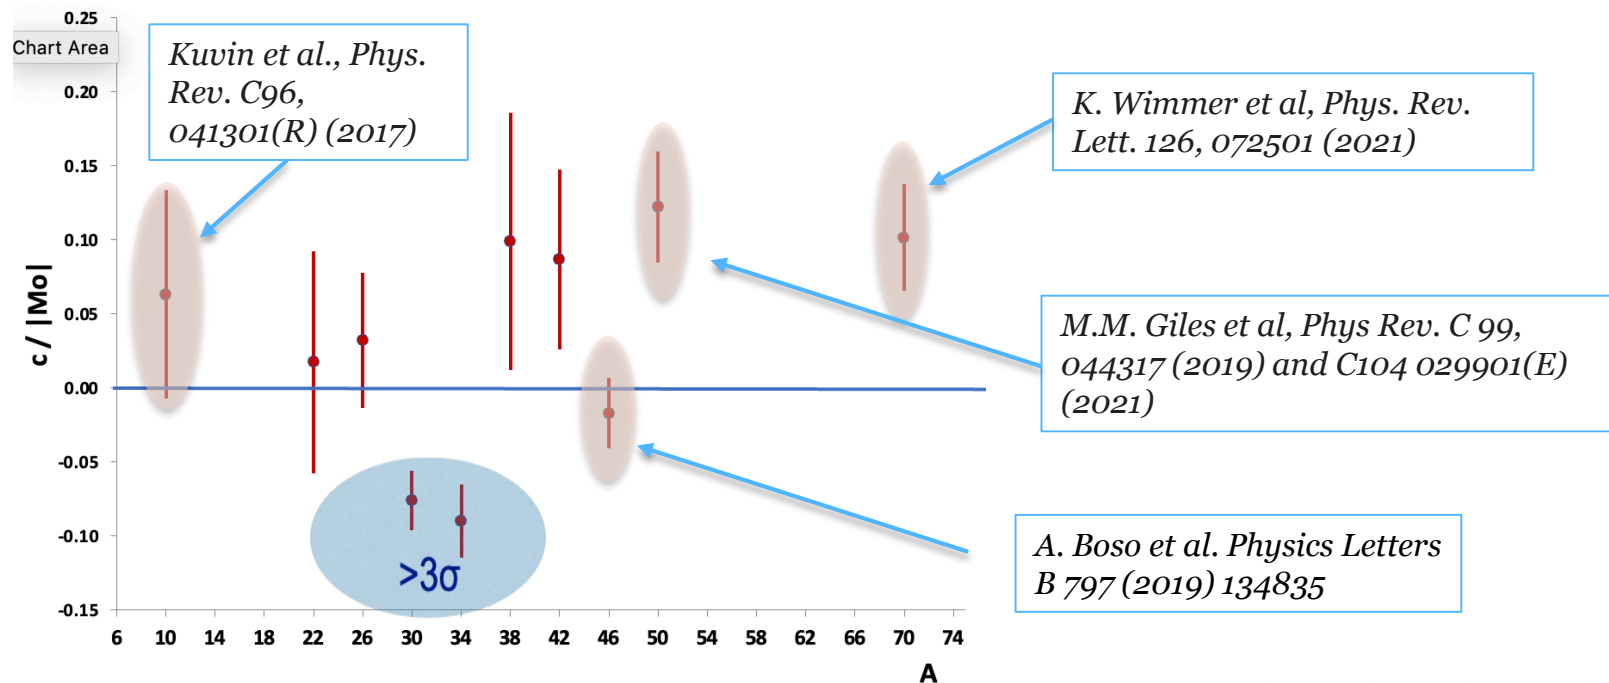 0.25
Chart Area
0.20
0.15
0.10
0.05
0.00
-0.05
-0.10
-0.15
c / |Mo|
6 10 14 18 22 26 30 34 38 42 46 50 54 58 62 66 70 74
A
Kuvin et al., Phys.
Rev. C96,
041301(R) (2017)
K. Wimmer et al, Phys. Rev.
Lett. 126, 072501 (2021)
M.M. Giles et al, Phys Rev. C 99,
044317 (2019) and C104 029901(E)
(2021)
A. Boso et al. Physics Letters
B 797 (2019) 134835
>3σ